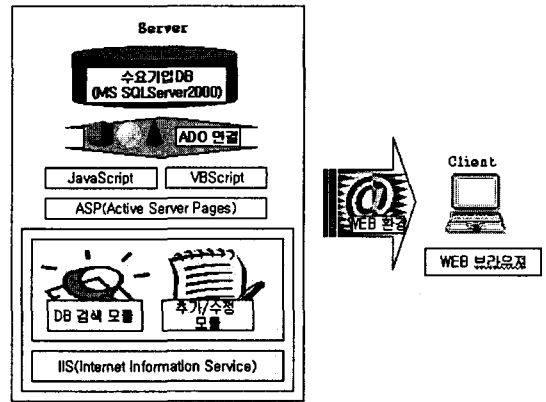 Server
수요기업DB
(MS SQLServer2000)
ADO 연결
JavaScript
VBScript
ASP(Active Server Pages)
DB 검색 모듈
추가/수정
모듈
IIS(Internet Information Service)
@
WEB 환경
Client
WEB 브라우져